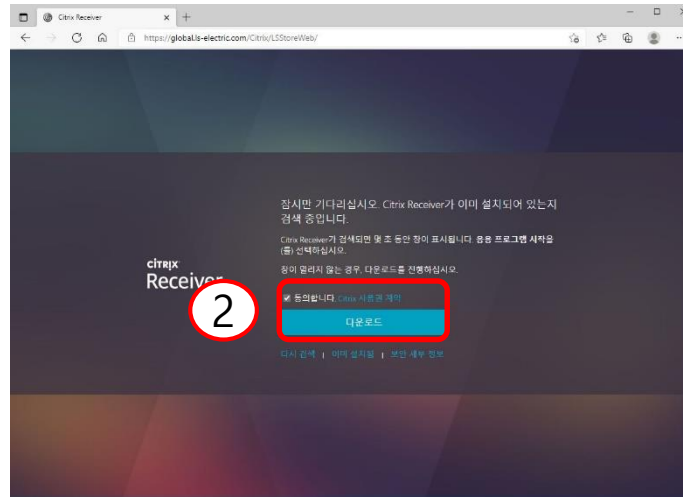 Citrix Receiver
https://global.ls-electric.com/Citrix/LSStoreWeb/
잠시만 기다리십시오. Citrix Receiver가 이미 설치되어 있는지
검색 중입니다.
Citrix Receiver가 검색되면 몇 초 동안 창이 표시됩니다. 응용 프로그램 시작을
(를) 선택하십시오.
창이 열리지 않는 경우, 다운로드를 진행하십시오.
citrix
Receiver
2
동의합니다. Citrix 사용권 계약
다운로드
다시 검색 | 이미 설치됨 | 보안 세부 정보